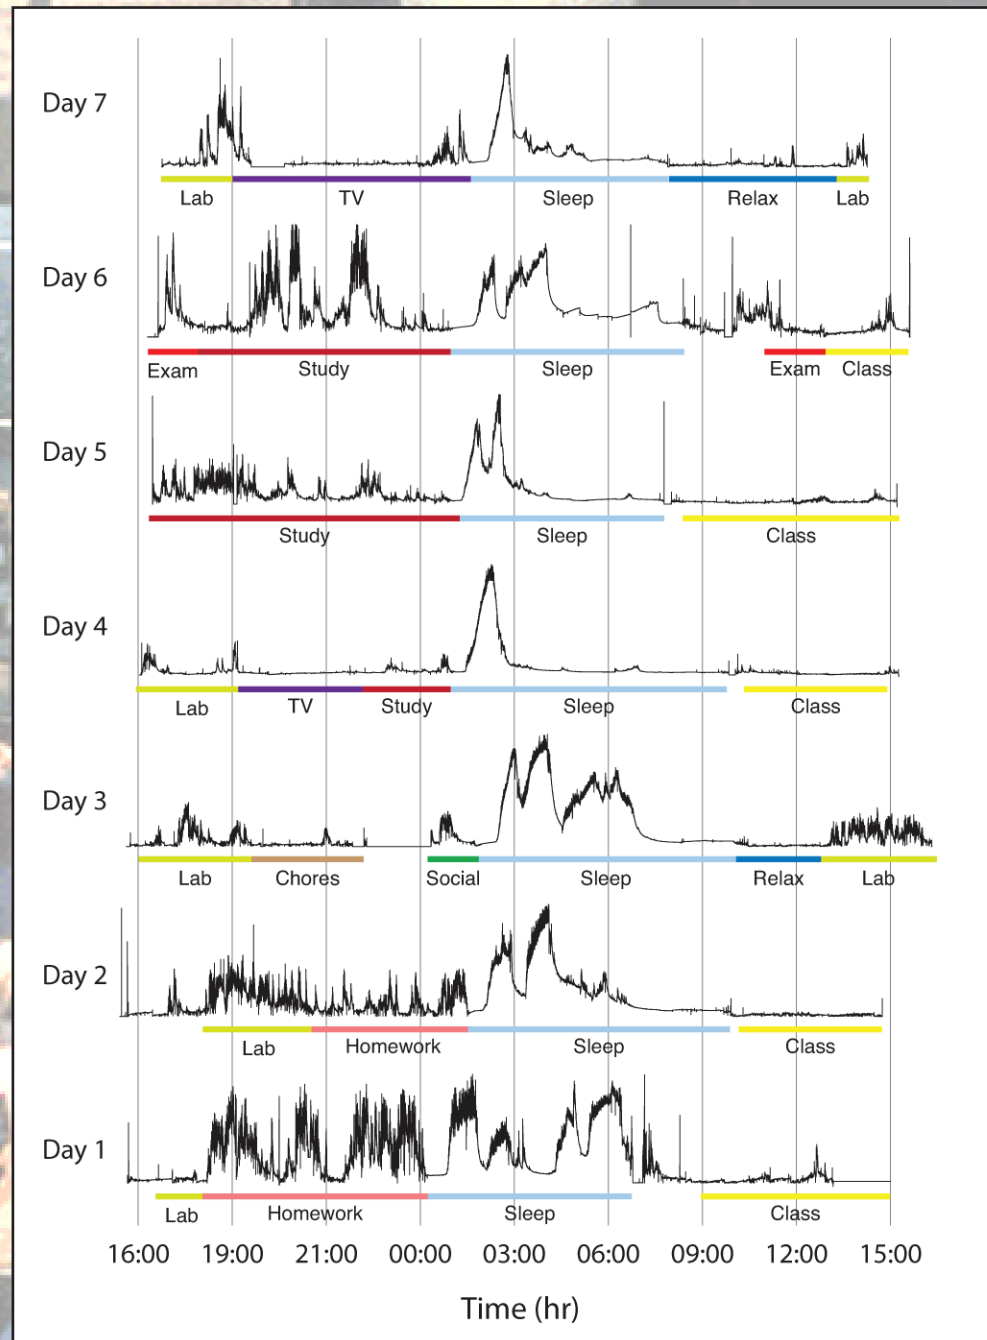 Day 7
Lab TV Sleep Relax Lab
Day 6
Exam Study Sleep Exam Class
Day 5
Study Sleep Class
Day 4
Lab TV Study Sleep Class
Day 3
Lab Chores Social Sleep Relax Lab
Day 2
Lab Homework Sleep Class
Day 1
Lab Homework Sleep Class
16:00 19:00 21:00 00:00 03:00 06:00 09:00 12:00 15:00
Time (hr)